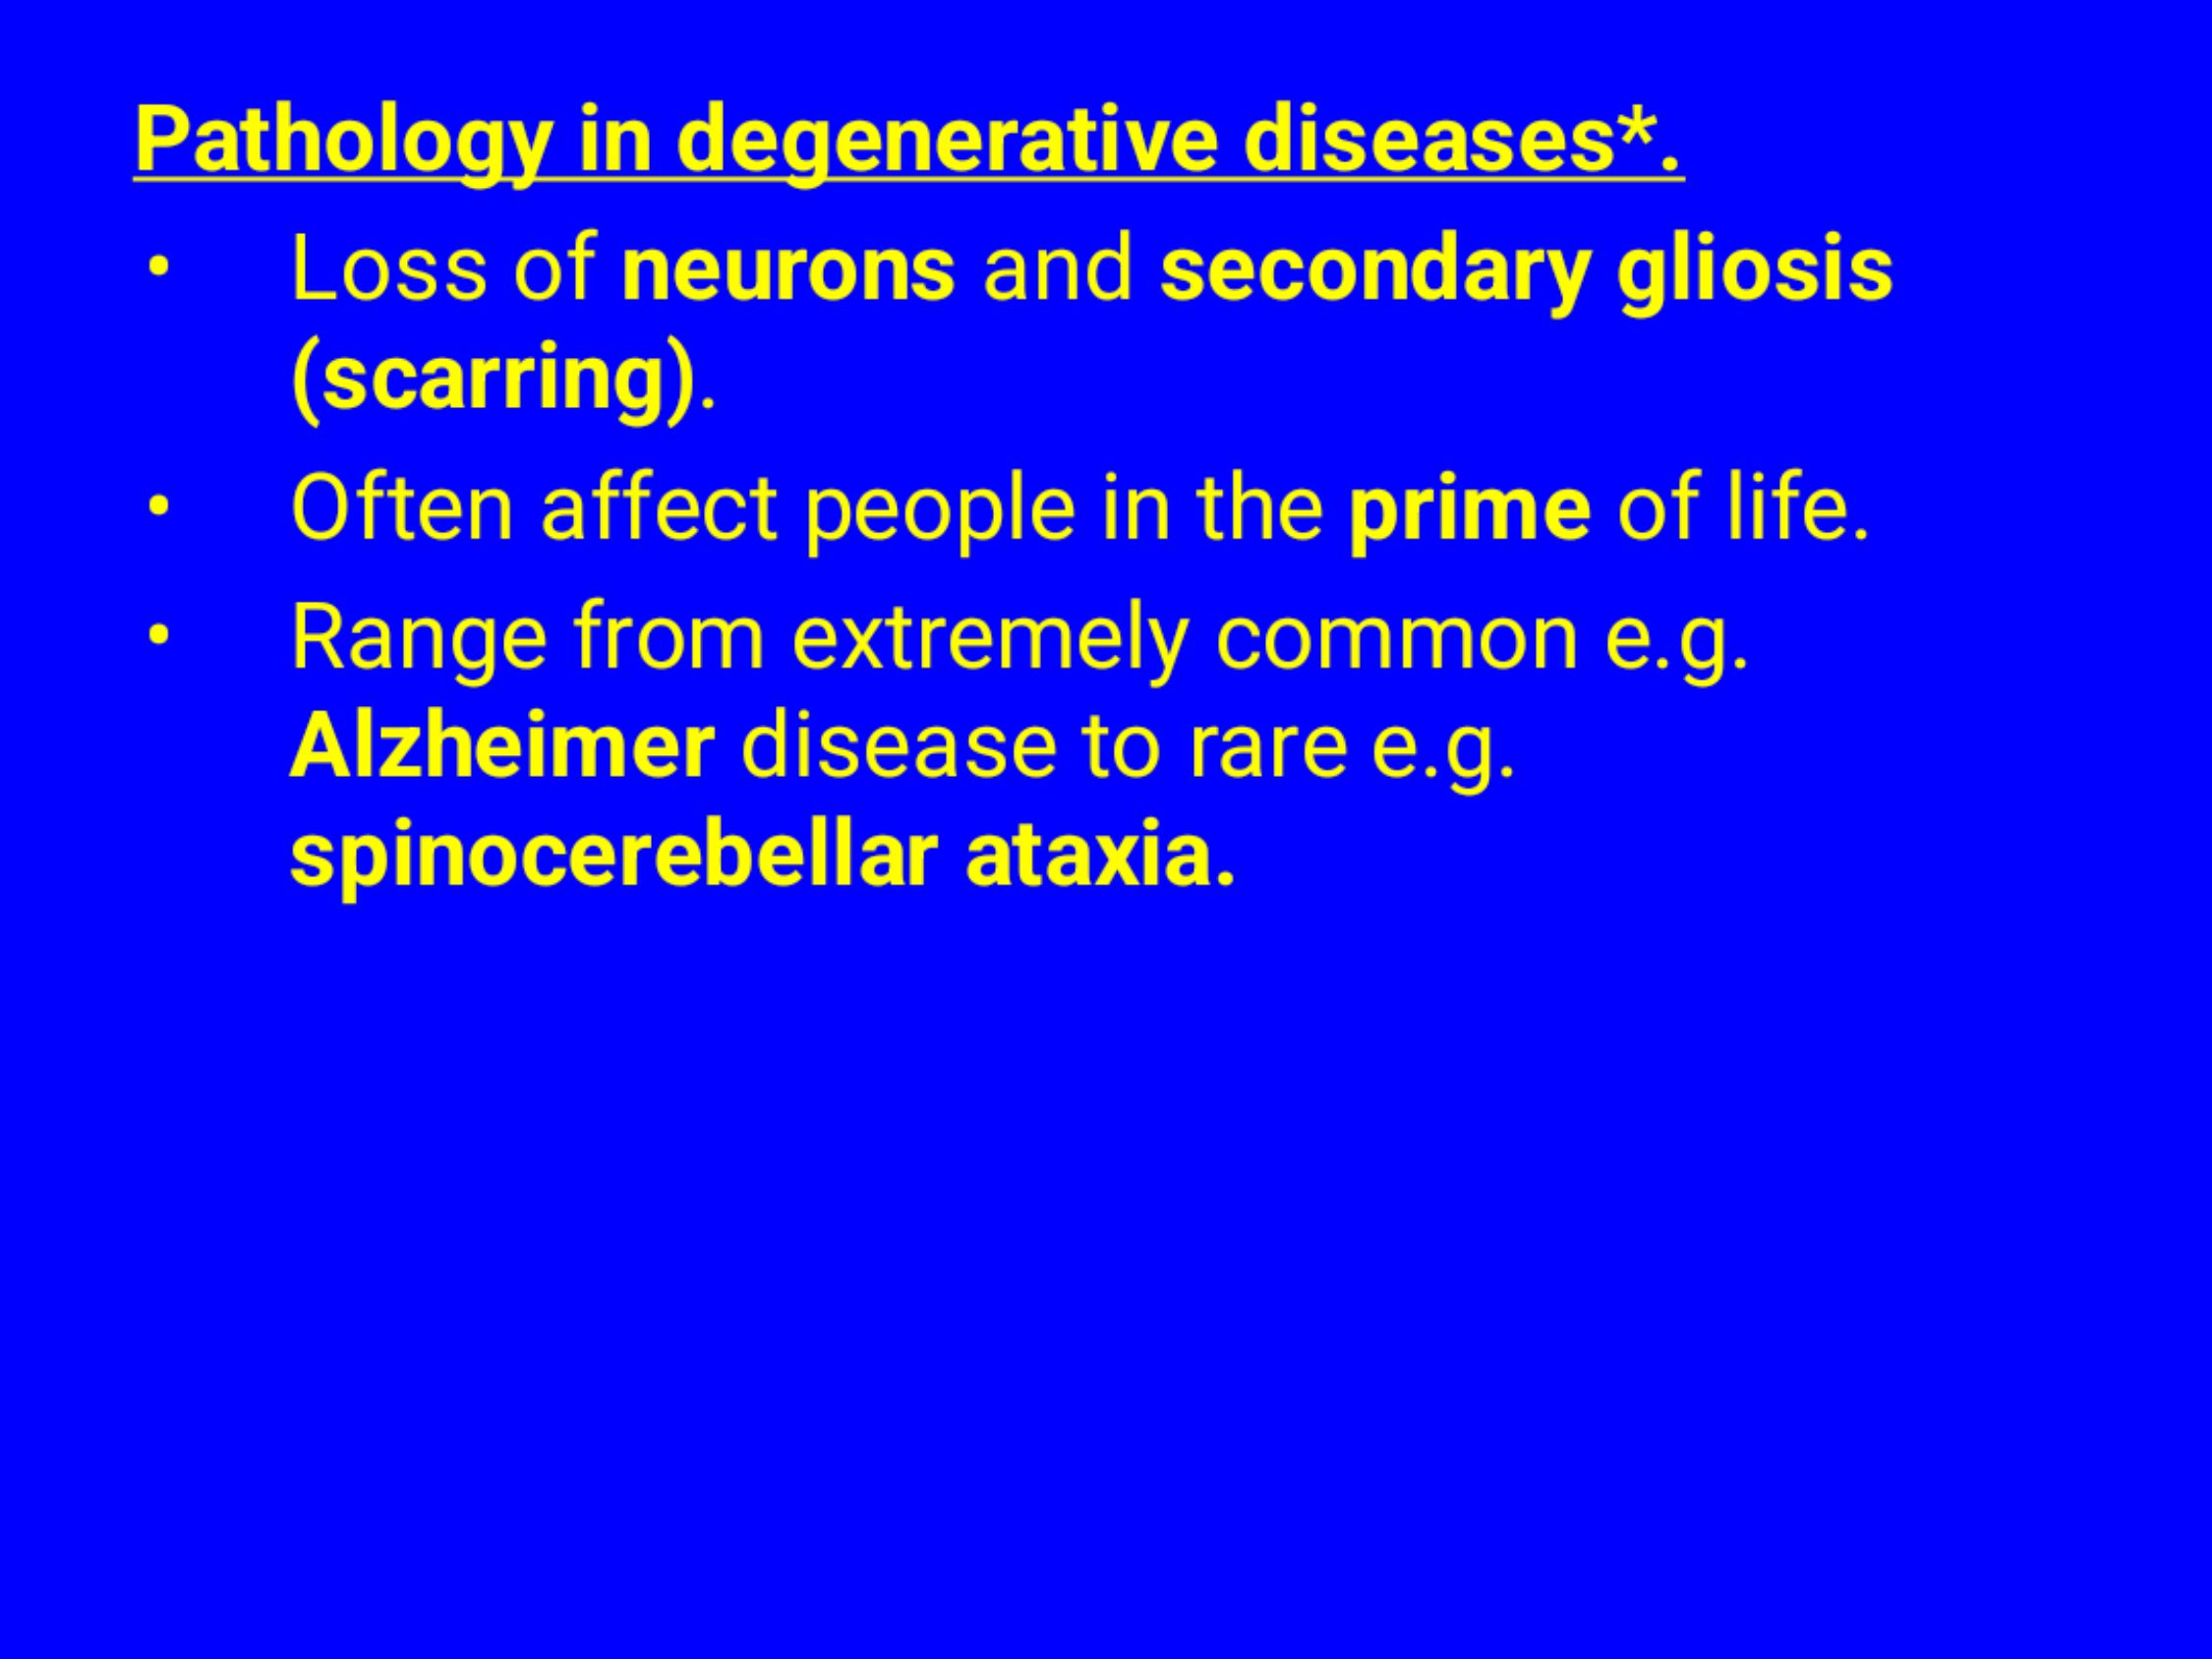 Pathology in degenerative diseases*.
• Loss of neurons and secondary gliosis
(scarring).
• Often affect people in the prime of life.
• Range from extremely common e.g.
Alzheimer disease to rare e.g.
spinocerebellar ataxia.